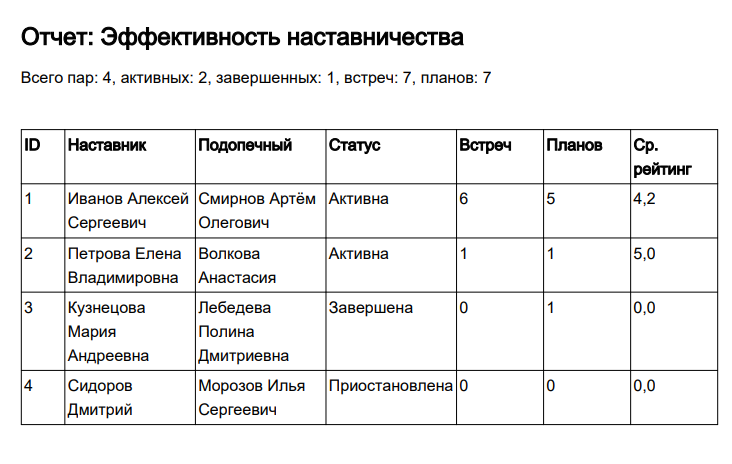 Отчет: Эффективность наставничества
Всего пар: 4, активных: 2, завершенных: 1, встреч: 7, планов: 7
ID Наставник Подопечный Статус Встреч Планов Ср. рейтинг
1 Иванов Алексей Сергеевич Смирнов Артём Олегович Активна 6 5 4,2
2 Петрова Елена Владимировна Волкова Анастасия Активна 1 1 5,0
3 Кузнецова Мария Андреевна Лебедева Полина Дмитриевна Завершена 0 1 0,0
4 Сидоров Дмитрий Морозов Илья Сергеевич Приостановлена 0 0 0,0